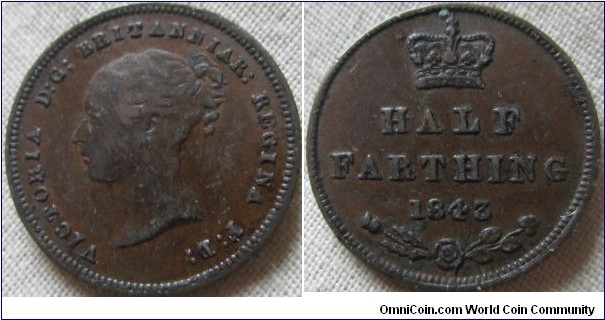 VICTORIA D:G: BRITANNIAR: REGINA F:D:
HALF
FARTHING
1843
OmniCoin.com World Coin Community